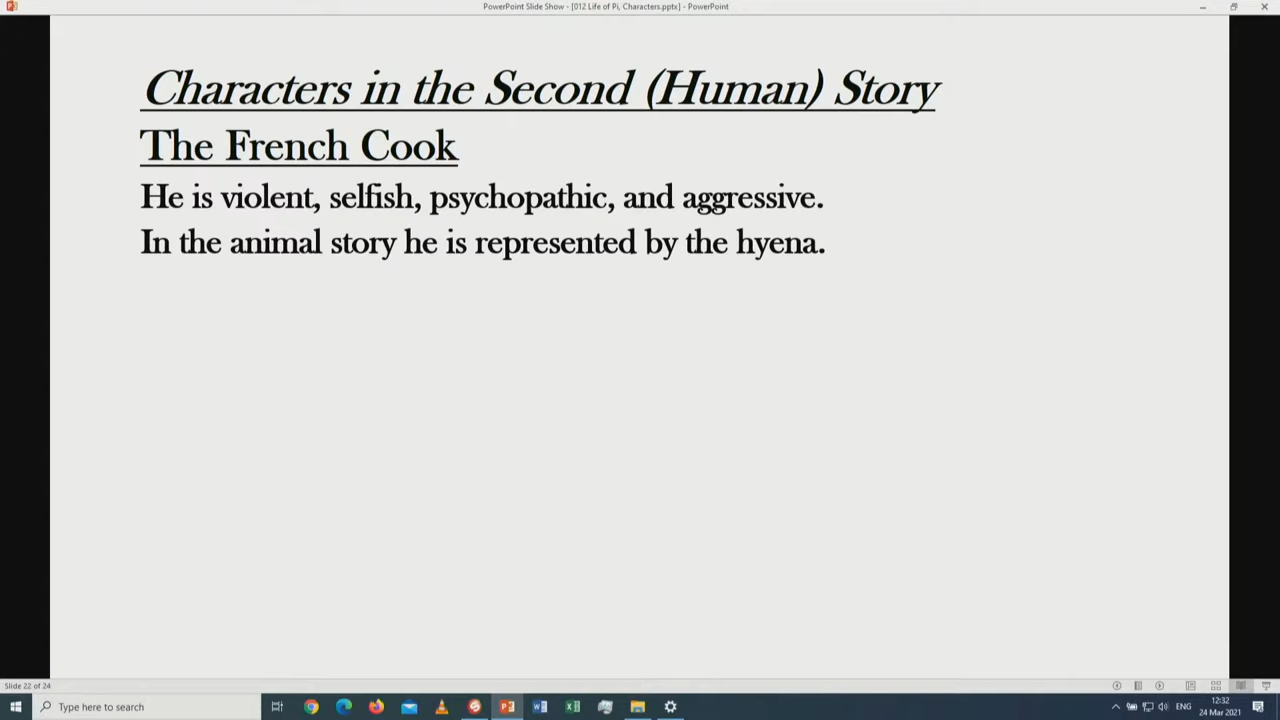 PowerPoint Slide Show - [012 Life of Pi, Characters.pptx] - PowerPoint
Characters in the Second (Human) Story
The French Cook
He is violent, selfish, psychopathic, and aggressive.
In the animal story he is represented by the hyena.
Slide 22 of 24
Type here to search
ENG
12:32
24 Mar 2021